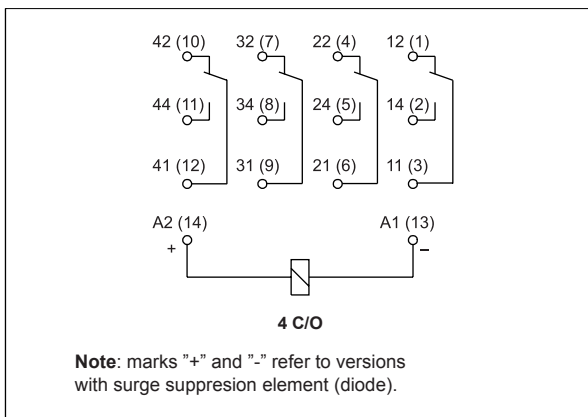 42 (10) 32 (7) 22 (4) 12 (1)
44 (11) 34 (8) 24 (5) 14 (2)
41 (12) 31 (9) 21 (6) 11 (3)
A2 (14) A1 (13)
+ –
4 C/O
Note: marks ”+” and ”-” refer to versions
with surge suppresion element (diode).